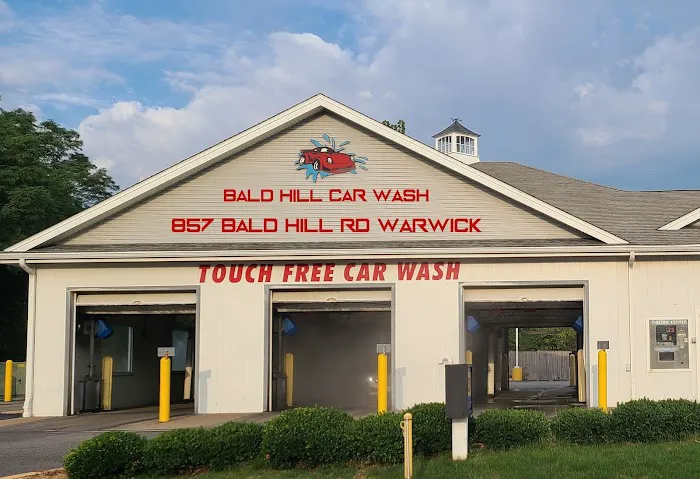 BALD HILL CAR WASH
857 BALD HILL RD WARWICK
TOUCH FREE CAR WASH